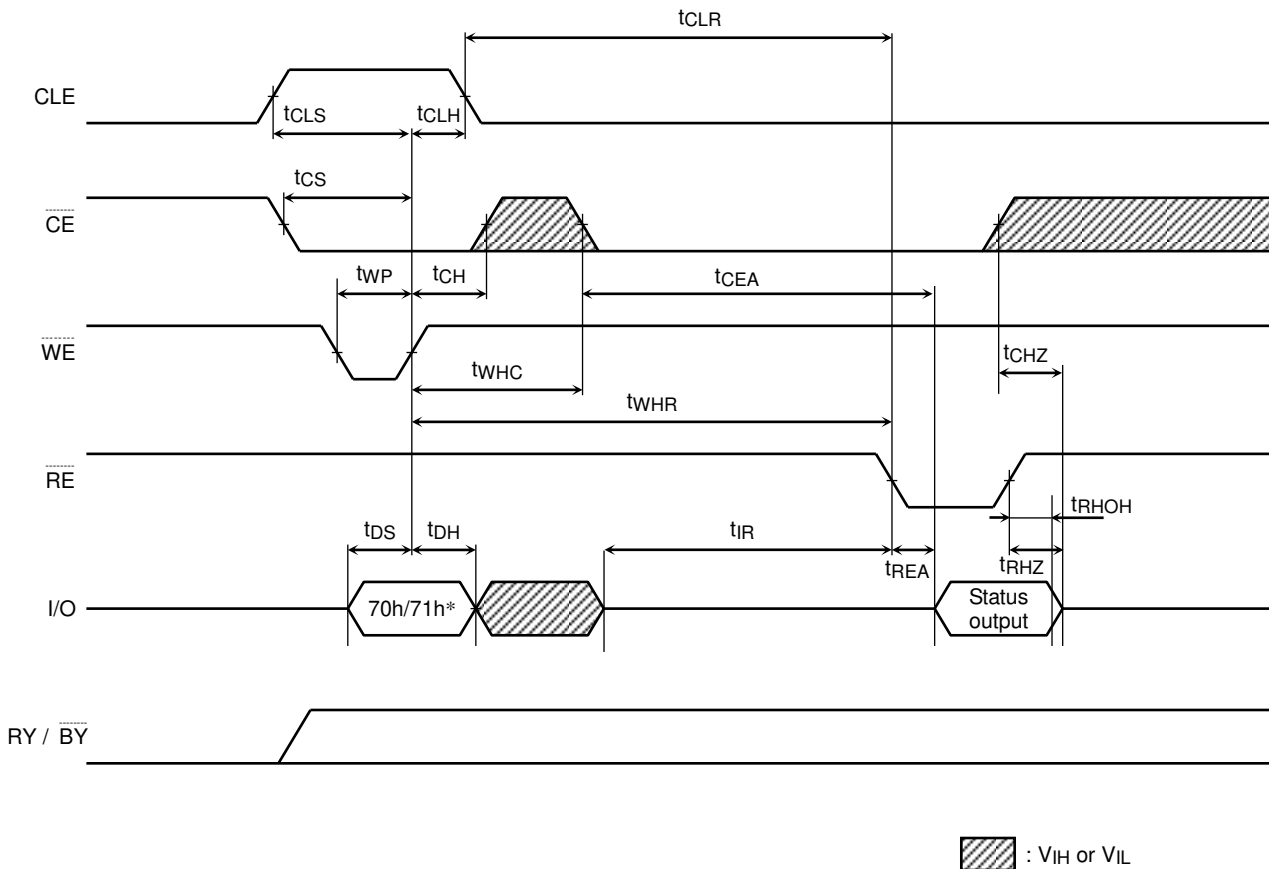 tCLR
CLE
tCLS
tCLH
tCS
CE
tWP
tCH
tCEA
WE
tCHZ
tWHC
tWHR
RE
tRHOH
tDS
tDH
tIR
tREA
tRHZ
I/O
70h/71h*
Status
output
RY / BY
: VIH or VIL